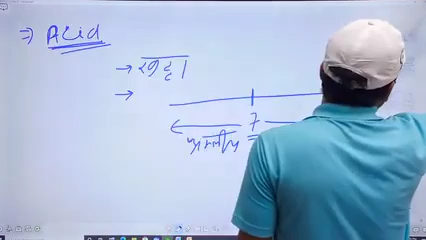 ⇒ Acid
→ खट्टा
→
7
अम्लीय